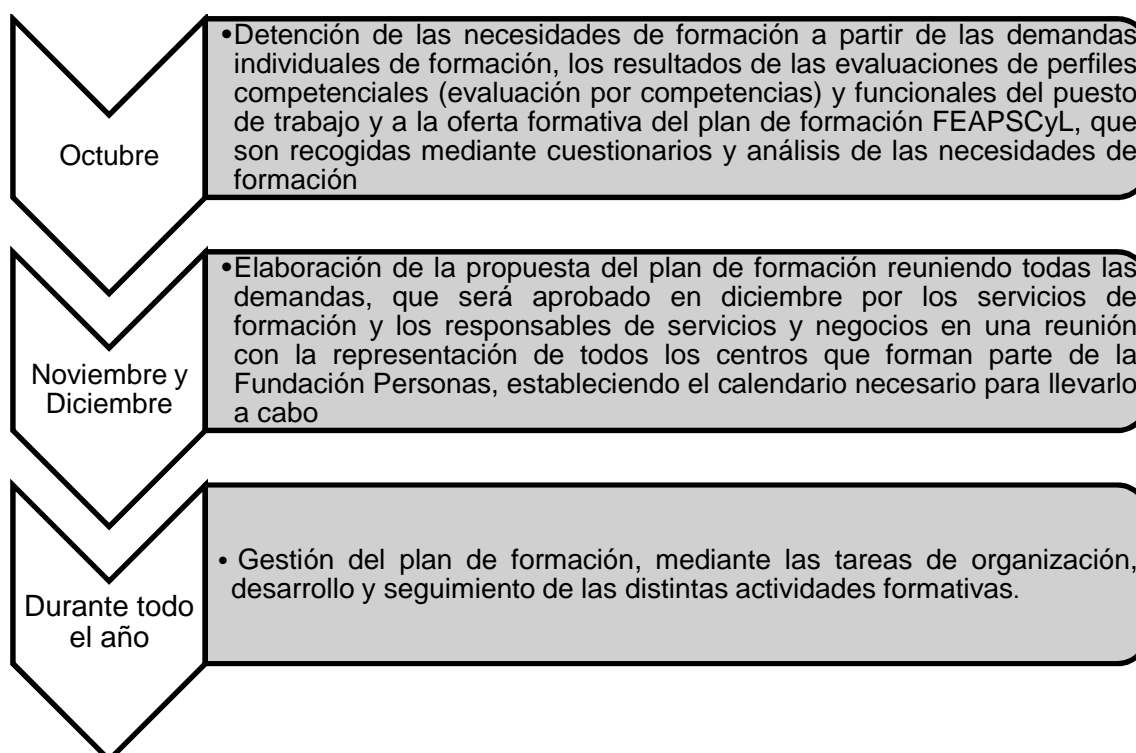 Octubre
•Detención de las necesidades de formación a partir de las demandas
individuales de formación, los resultados de las evaluaciones de perfiles
competenciales (evaluación por competencias) y funcionales del puesto
de trabajo y a la oferta formativa del plan de formación FEAPSCyL, que
son recogidas mediante cuestionarios y análisis de las necesidades de
formación
Noviembre y
Diciembre
•Elaboración de la propuesta del plan de formación reuniendo todas las
demandas, que será aprobado en diciembre por los servicios de
formación y los responsables de servicios y negocios en una reunión
con la representación de todos los centros que forman parte de la
Fundación Personas, estableciendo el calendario necesario para llevarlo
a cabo
Durante todo
el año
• Gestión del plan de formación, mediante las tareas de organización,
desarrollo y seguimiento de las distintas actividades formativas.